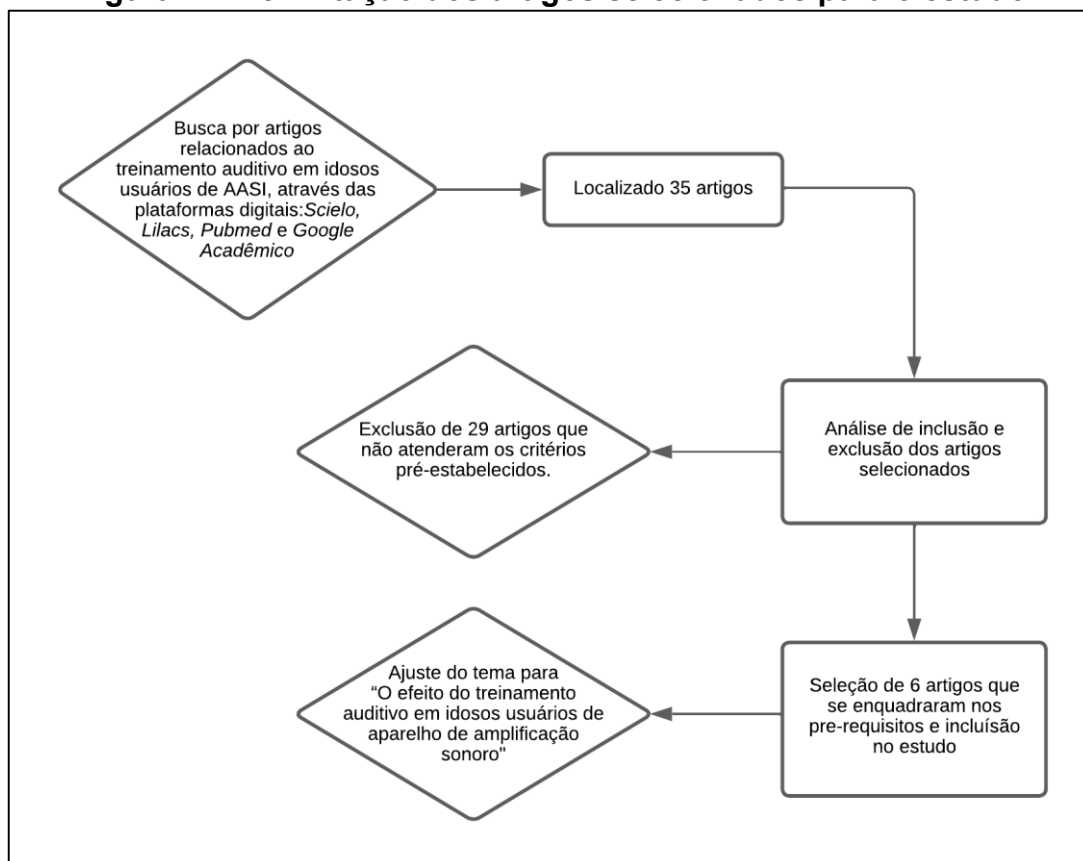 Busca por artigos
relacionados ao
treinamento auditivo em idosos
usuários de AASI, através das
plataformas digitais:Scielo,
Lilacs, Pubmed e Google
Acadêmico
Localizado 35 artigos
Análise de inclusão e
exclusão dos artigos
selecionados
Exclusão de 29 artigos que
não atenderam os critérios
pré-estabelecidos.
Seleção de 6 artigos que
se enquadraram nos
pre-requisitos e incluísão
no estudo
Ajuste do tema para
“O efeito do treinamento
auditivo em idosos usuários de
aparelho de amplificação
sonoro"